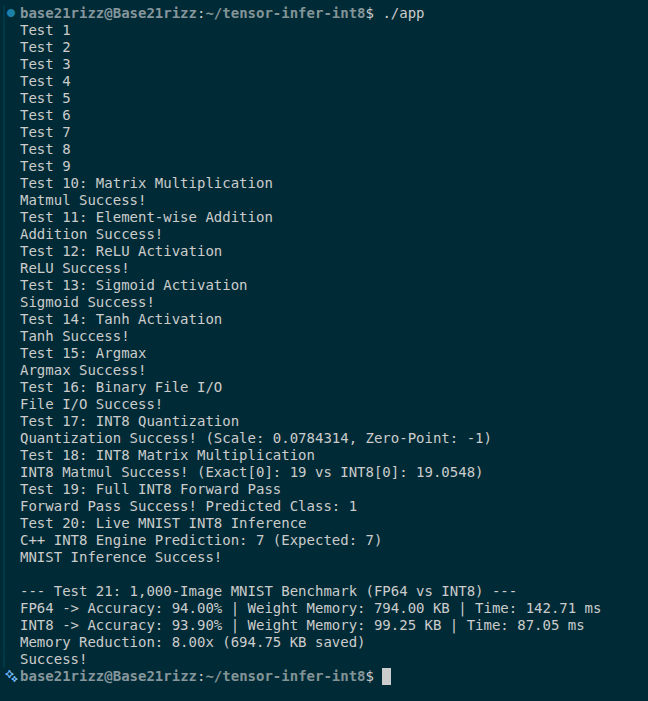 base21rizz@Base21rizz:~/tensor-infer-int8$ ./app
Test 1
Test 2
Test 3
Test 4
Test 5
Test 6
Test 7
Test 8
Test 9
Test 10: Matrix Multiplication
Matmul Success!
Test 11: Element-wise Addition
Addition Success!
Test 12: ReLU Activation
ReLU Success!
Test 13: Sigmoid Activation
Sigmoid Success!
Test 14: Tanh Activation
Tanh Success!
Test 15: Argmax
Argmax Success!
Test 16: Binary File I/O
File I/O Success!
Test 17: INT8 Quantization
Quantization Success! (Scale: 0.0784314, Zero-Point: -1)
Test 18: INT8 Matrix Multiplication
INT8 Matmul Success! (Exact[0]: 19 vs INT8[0]: 19.0548)
Test 19: Full INT8 Forward Pass
Forward Pass Success! Predicted Class: 1
Test 20: Live MNIST INT8 Inference
C++ INT8 Engine Prediction: 7 (Expected: 7)
MNIST Inference Success!
--- Test 21: 1,000-Image MNIST Benchmark (FP64 vs INT8) ---
FP64 -> Accuracy: 94.00% | Weight Memory: 794.00 KB | Time: 142.71 ms
INT8 -> Accuracy: 93.90% | Weight Memory: 99.25 KB | Time: 87.05 ms
Memory Reduction: 8.00x (694.75 KB saved)
Success!
base21rizz@Base21rizz:~/tensor-infer-int8$